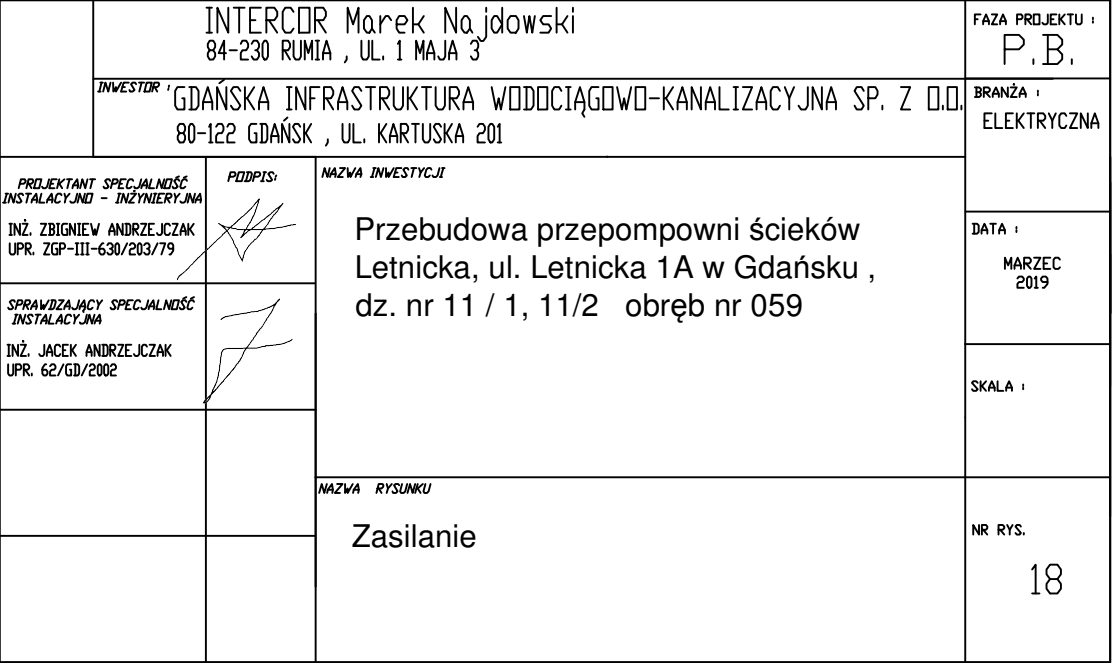 INTERCOR Marek Najdowski
84-230 RUMIA , UL. 1 MAJA 3
FAZA PROJEKTU :
P.B.
INWESTOR :
GDAŃSKA INFRASTRUKTURA WODOCIĄGOWO-KANALIZACYJNA SP. Z O.O.
80-122 GDAŃSK , UL. KARTUSKA 201
BRANŻA :
ELEKTRYCZNA
PROJEKTANT SPECJALNOŚĆ
INSTALACYJNO - INŻYNIERYJNA
INŻ. ZBIGNIEW ANDRZEJCZAK
UPR. ZGP-III-630/203/79
PODPIS:
NAZWA INWESTYCJI
Przebudowa przepompowni ścieków
Letnicka, ul. Letnicka 1A w Gdańsku ,
dz. nr 11 / 1, 11/2 obręb nr 059
DATA :
MARZEC
2019
SPRAWDZAJĄCY SPECJALNOŚĆ
INSTALACYJNA
INŻ. JACEK ANDRZEJCZAK
UPR. 62/GD/2002
SKALA :
NAZWA RYSUNKU
Zasilanie
NR RYS.
18